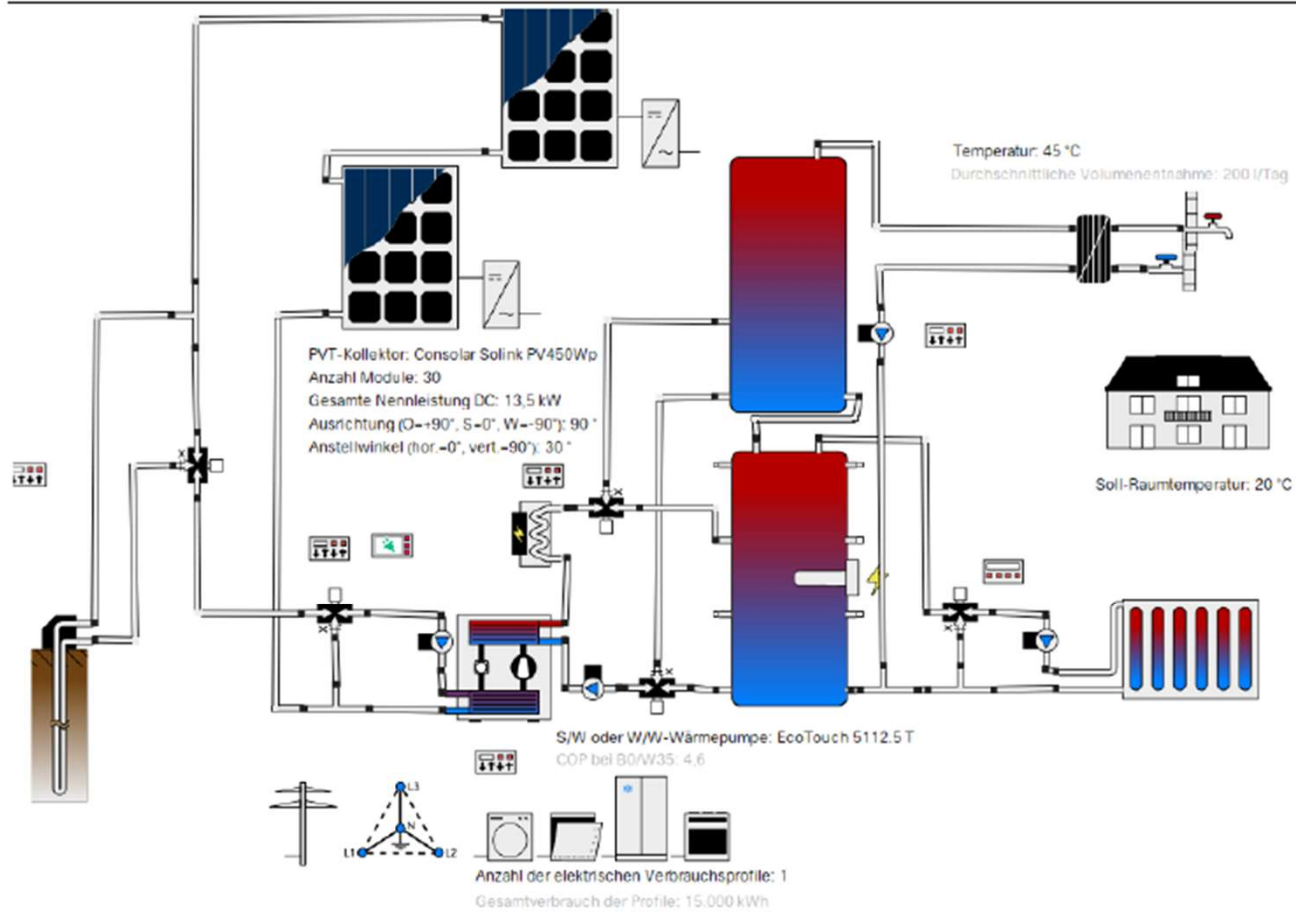 Temperatur: 45 °C
Durchschnittliche Volumenentnahme: 200 l/Tag
PVT-Kollektor: Consolar Solink PV450Wp
Anzahl Module: 30
Gesamte Nennleistung DC: 13,5 kW
Ausrichtung (O=+90°, S=0°, W=-90°): 90 °
Anstellwinkel (hor.=0°, vert.=90°): 30 °
Soll-Raumtemperatur: 20 °C
X
X
X
X
X
S/W oder W/W-Wärmepumpe: EcoTouch 5112.5 T
COP bei B0/W35: 4,6
L3
N
L1
L2
Anzahl der elektrischen Verbrauchsprofile: 1
Gesamtverbrauch der Profile: 15.000 kWh